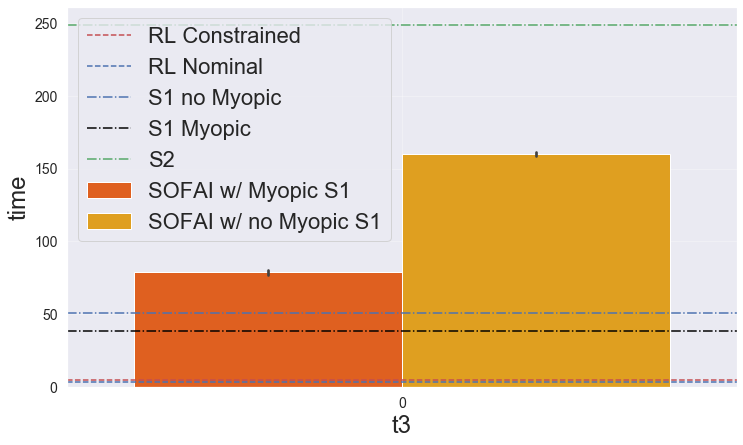 250
200
150
100
50
0
time
RL Constrained
RL Nominal
S1 no Myopic
S1 Myopic
S2
SOFAI w/ Myopic S1
SOFAI w/ no Myopic S1
0
t3